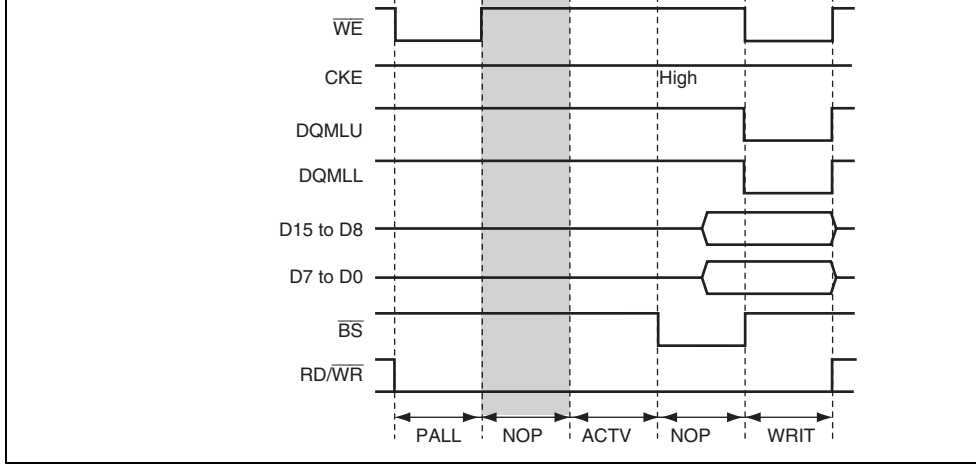 WE
CKE
High
DQMLU
DQMLL
D15 to D8
D7 to D0
BS
RD/WR
PALL NOP ACTV NOP WRIT